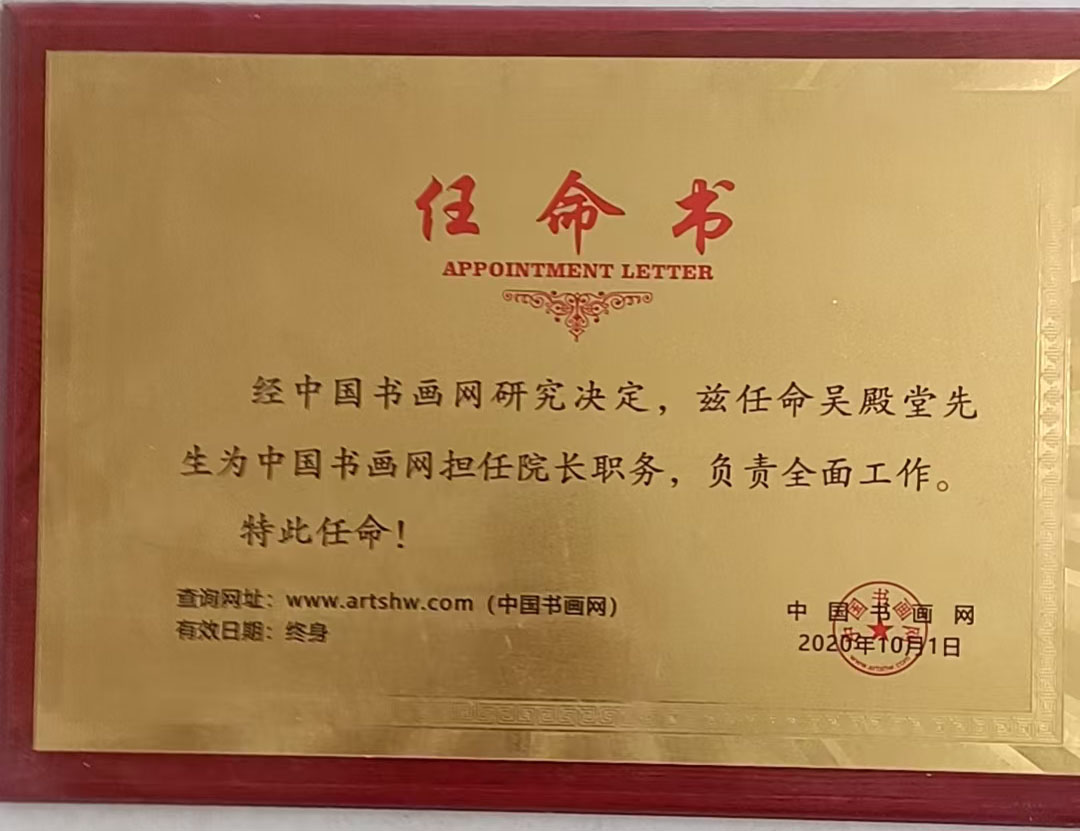 任命书
APPOINTMENT LETTER
经中国书画网研究决定，兹任命吴殿堂先
生为中国书画网担任院长职务，负责全面工作。
特此任命！
查询网址：www.artshw.com（中国书画网）
有效日期：终身
中国书画网
2020年10月1日
www.artshw.com